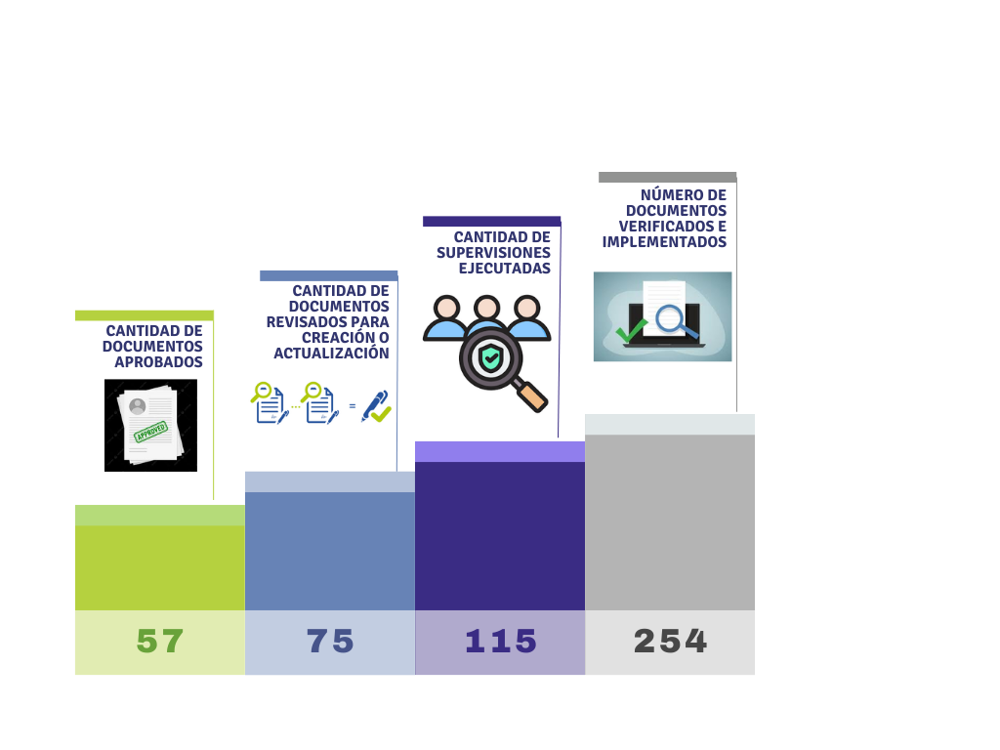 CANTIDAD DE
DOCUMENTOS
APROBADOS
APPROVED
57
CANTIDAD DE
DOCUMENTOS
REVISADOS PARA
CREACIÓN O
ACTUALIZACIÓN
=
75
CANTIDAD DE
SUPERVISIONES
EJECUTADAS
115
NÚMERO DE
DOCUMENTOS
VERIFICADOS E
IMPLEMENTADOS
254